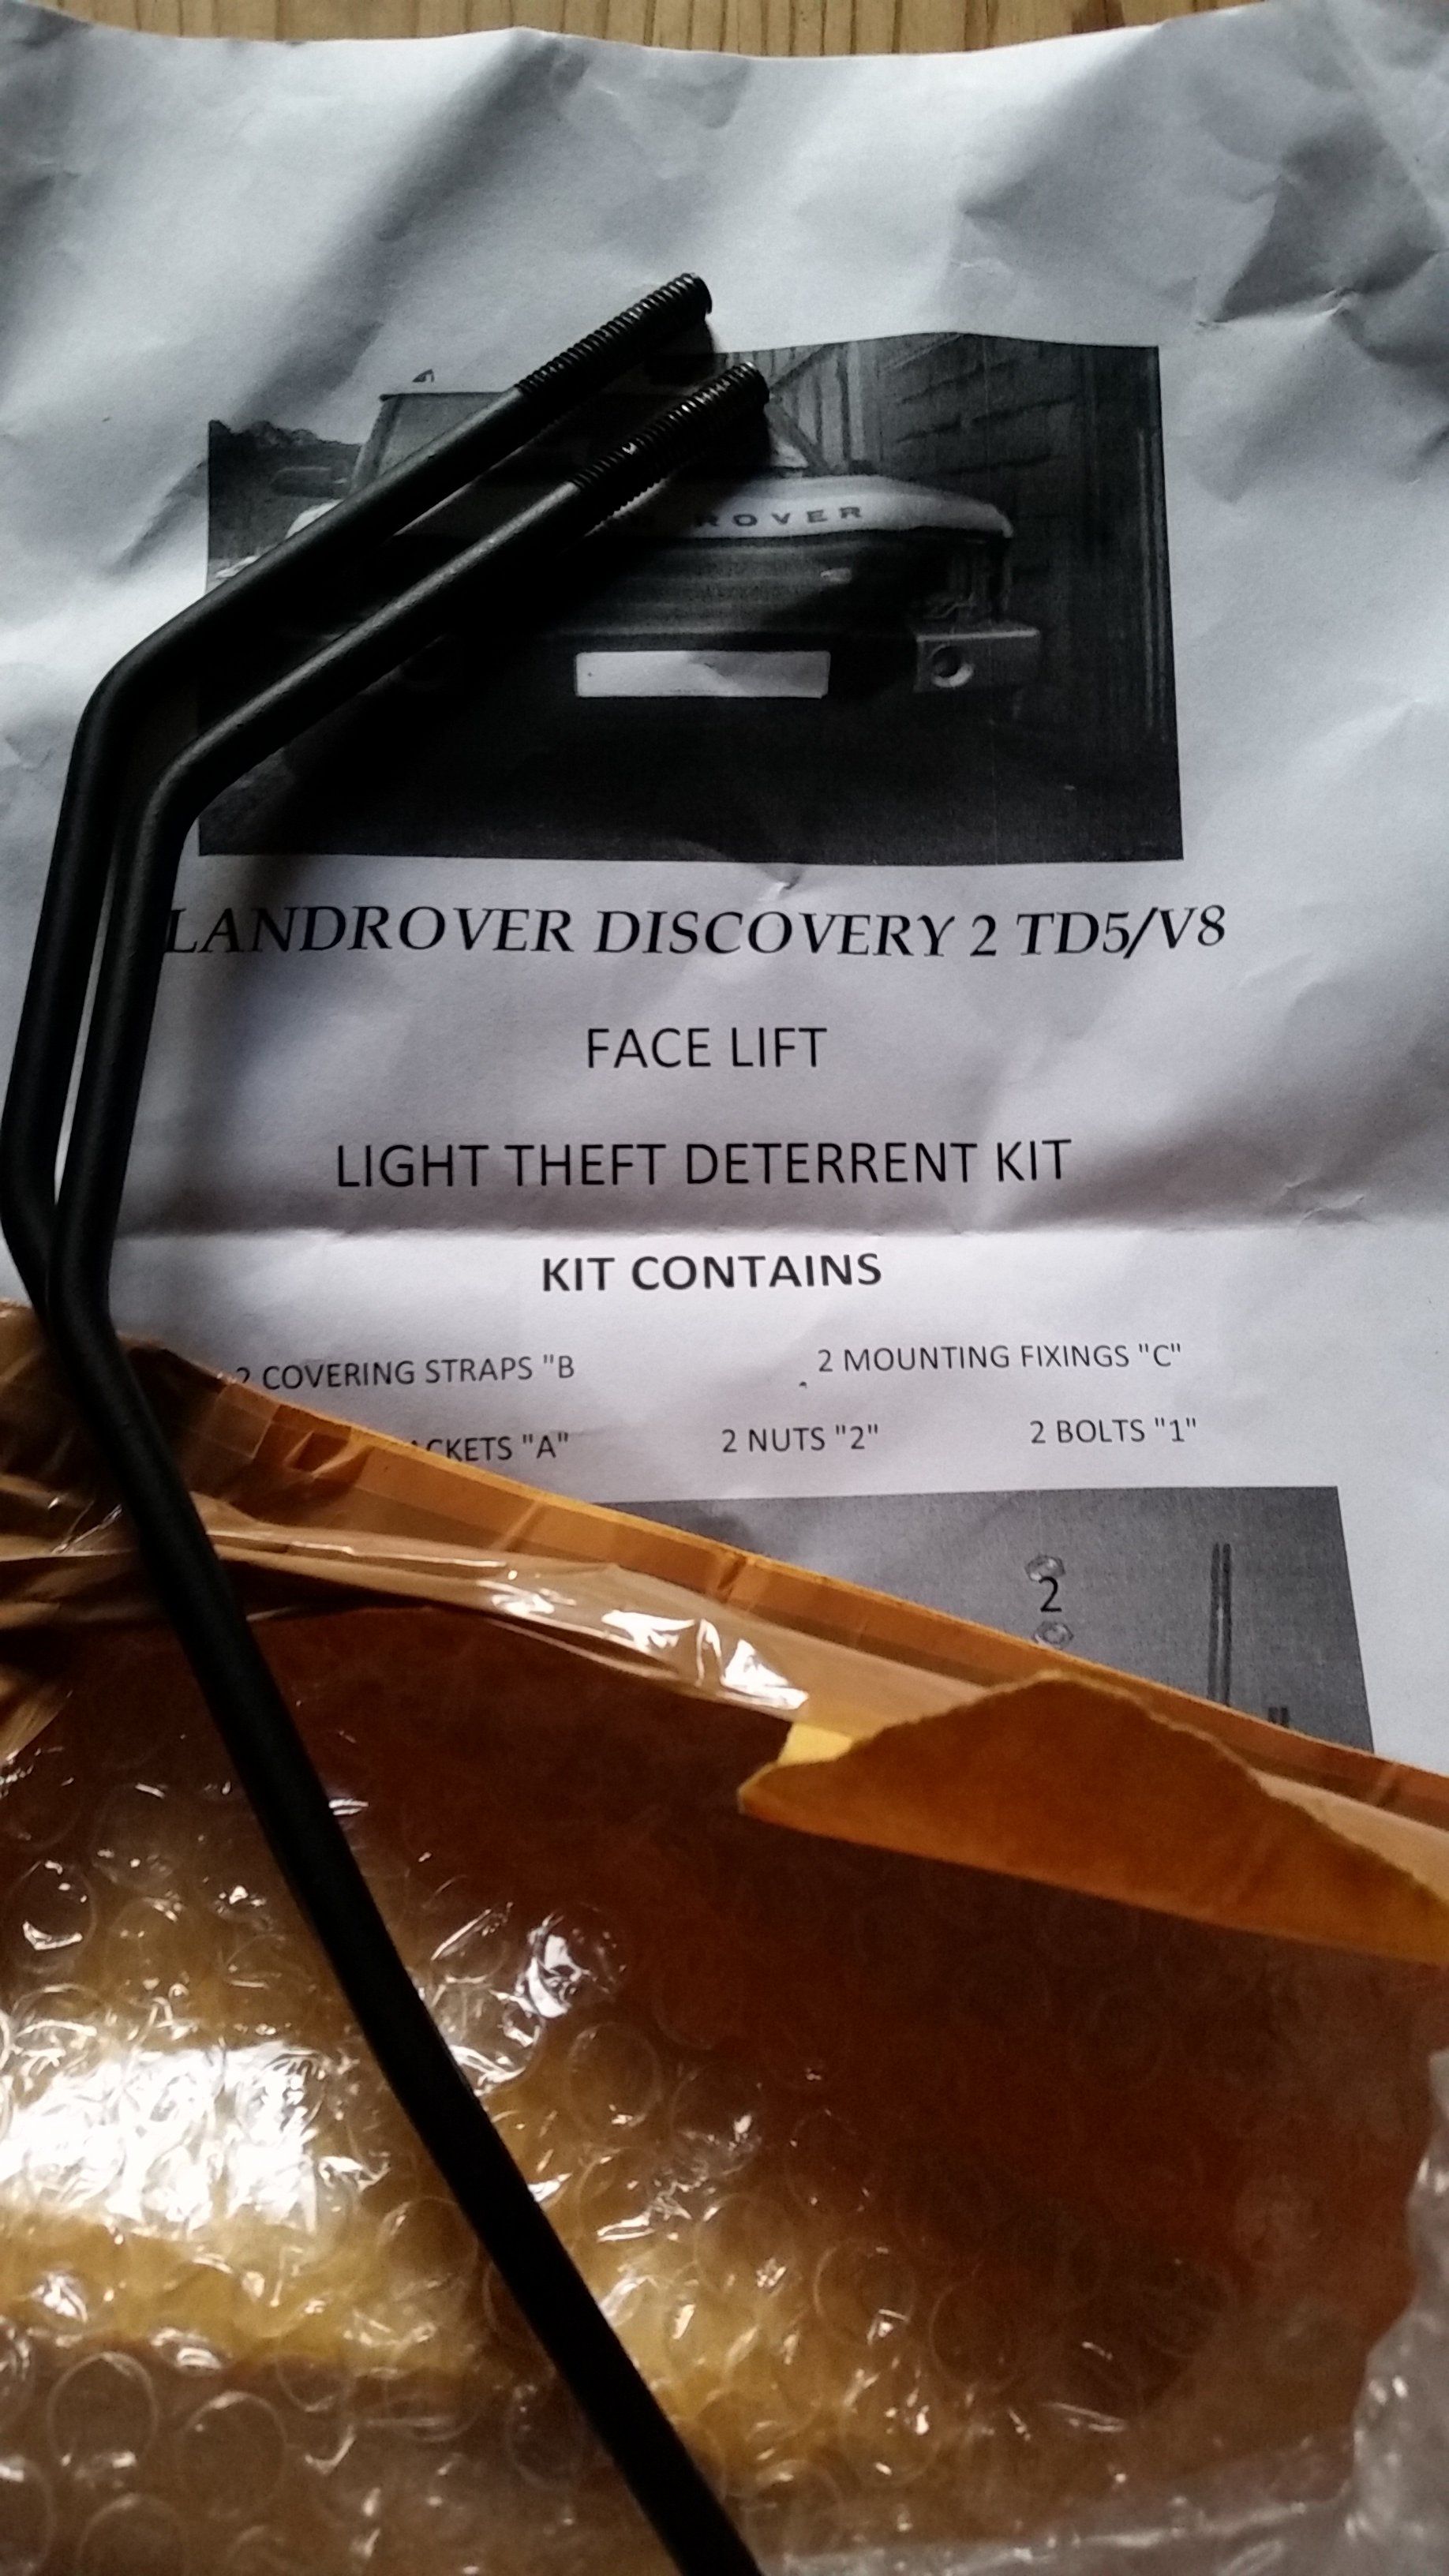 ROVER
LANDROVER DISCOVERY 2 TD5/V8
FACE LIFT
LIGHT THEFT DETERRENT KIT
KIT CONTAINS
2 COVERING STRAPS "B 2 MOUNTING FIXINGS "C"
"A" 2 NUTS "2" 2 BOLTS "1"
2